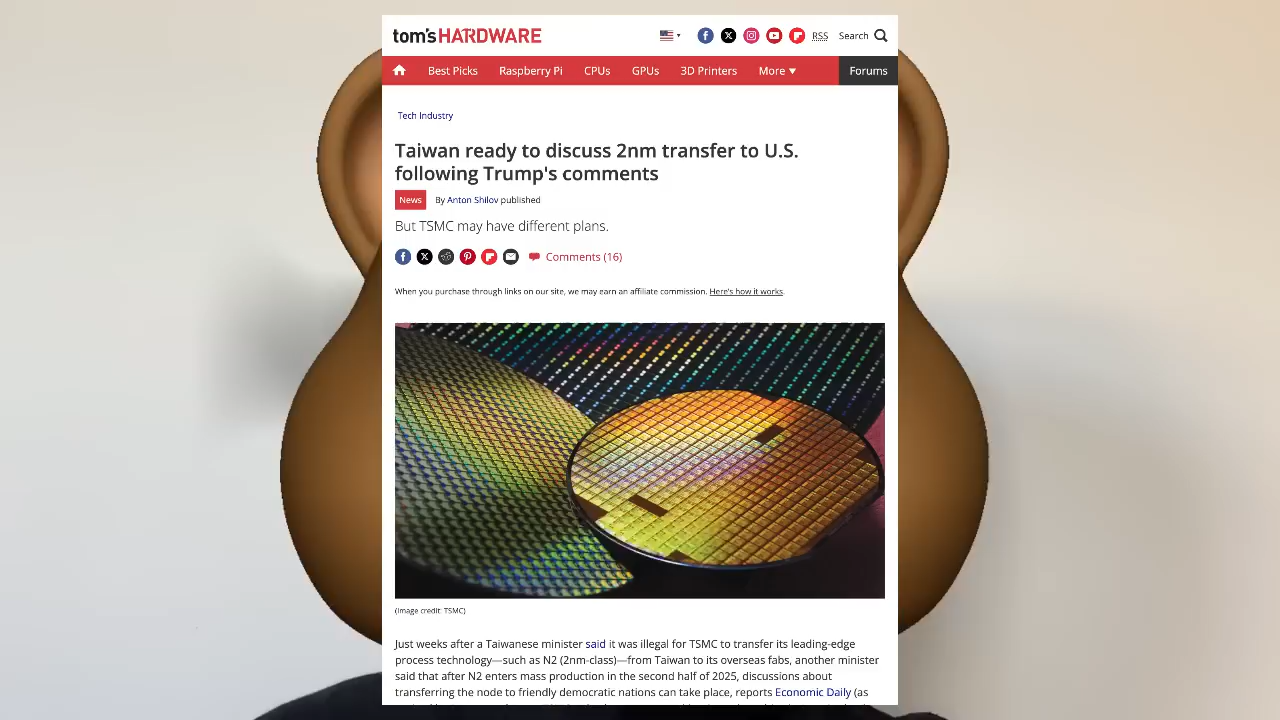 tom's HARDWARE
RSS
Search
Best Picks
Raspberry Pi
CPUs
GPUs
3D Printers
More ▼
Forums
Tech Industry
Taiwan ready to discuss 2nm transfer to U.S.
following Trump's comments
News
By Anton Shilov published
But TSMC may have different plans.
Comments (16)
When you purchase through links on our site, we may earn an affiliate commission. Here's how it works.
(Image credit: TSMC)
Just weeks after a Taiwanese minister said it was illegal for TSMC to transfer its leading-edge
process technology—such as N2 (2nm-class)—from Taiwan to its overseas fabs, another minister
said that after N2 enters mass production in the second half of 2025, discussions about
transferring the node to friendly democratic nations can take place, reports Economic Daily (as